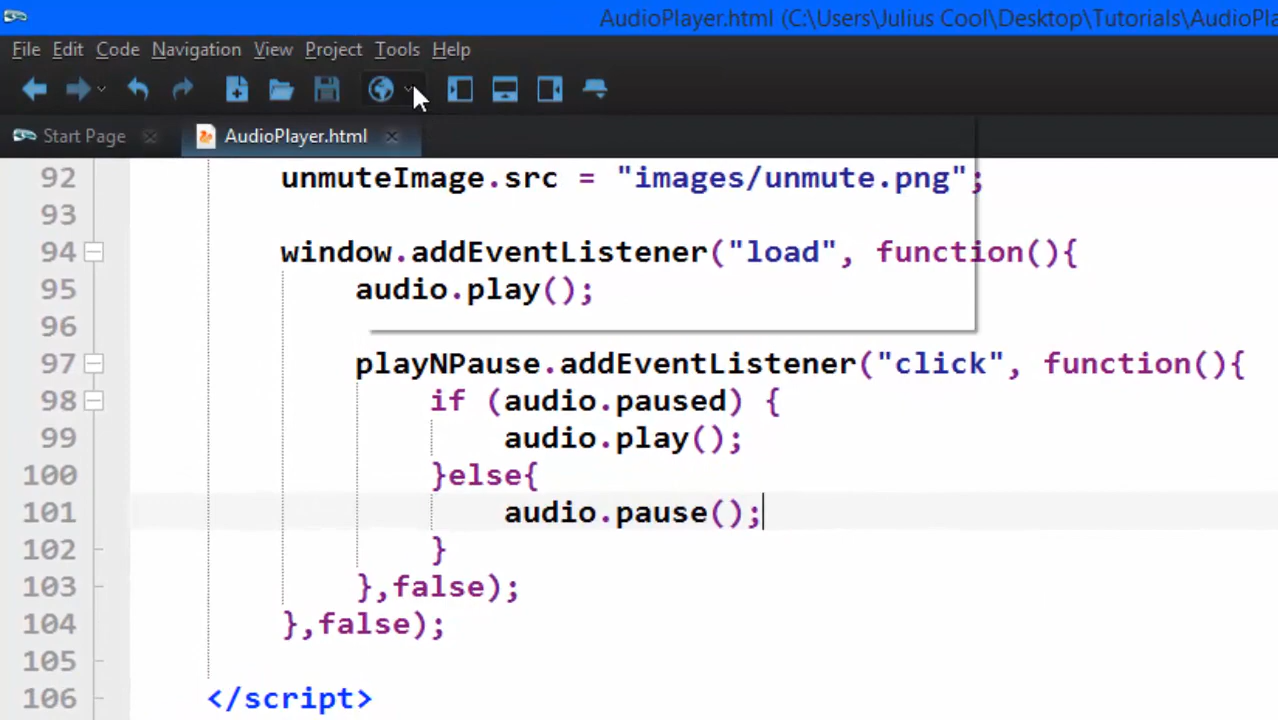 AudioPlayer.html (C:\Users\Julius Cool\Desktop\Tutorials\AudioPla
File Edit Code Navigation View Project Tools Help
Start Page AudioPlayer.html
92 unmuteImage.src = "images/unmute.png";
93
94 window.addEventListener("load", function(){
95 audio.play();
96
97 playNPause.addEventListener("click", function(){
98 if (audio.paused) {
99 audio.play();
100 }else{
101 audio.pause();
102 }
103 },false);
104 },false);
105
106 </script>